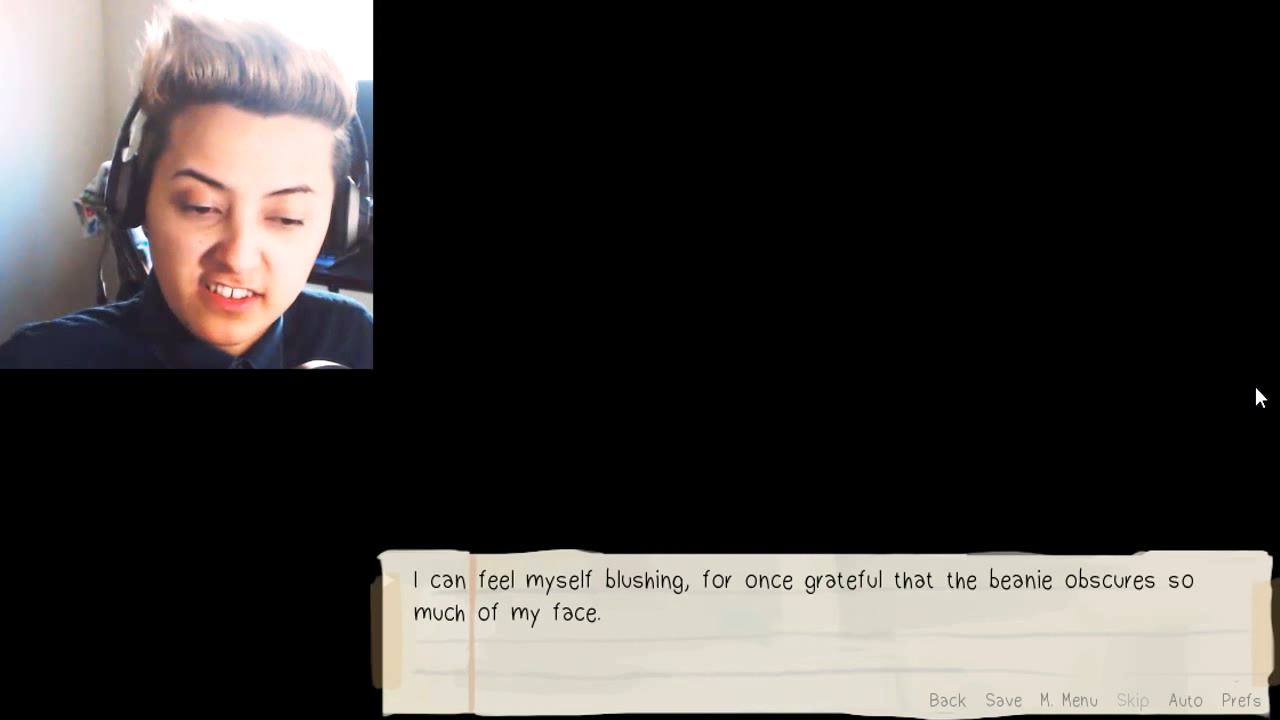 I can feel myself blushing, for once grateful that the beanie obscures so
much of my face.
Back Save M. Menu Skip Auto Prefs